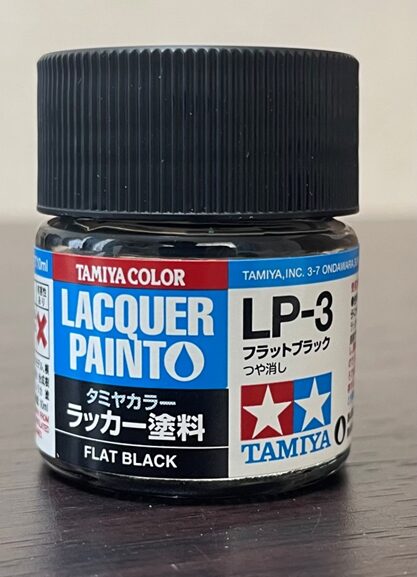 TAMIYA COLOR
LACQUER
PAINT
タミヤカラー
ラッカー塗料
FLAT BLACK
TAMIYA, INC. 3-7 ONDAWARA,
LP-3
フラットブラック
つや消し
TAMIYA
10ml